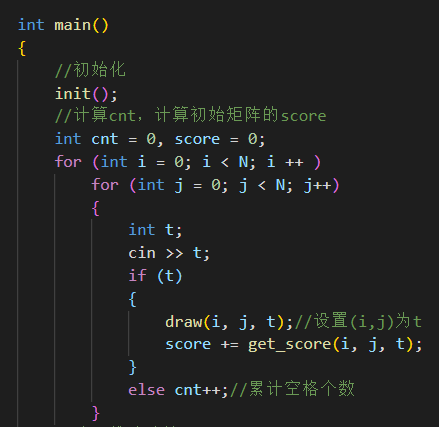 int main()
{
    //初始化
    init();
    //计算cnt，计算初始矩阵的score
    int cnt = 0, score = 0;
    for (int i = 0; i < N; i ++ )
        for (int j = 0; j < N; j++)
        {
            int t;
            cin >> t;
            if (t)
            {
                draw(i, j, t);//设置(i,j)为t
                score += get_score(i, j, t);
            }
            else cnt++;//累计空格个数
        }